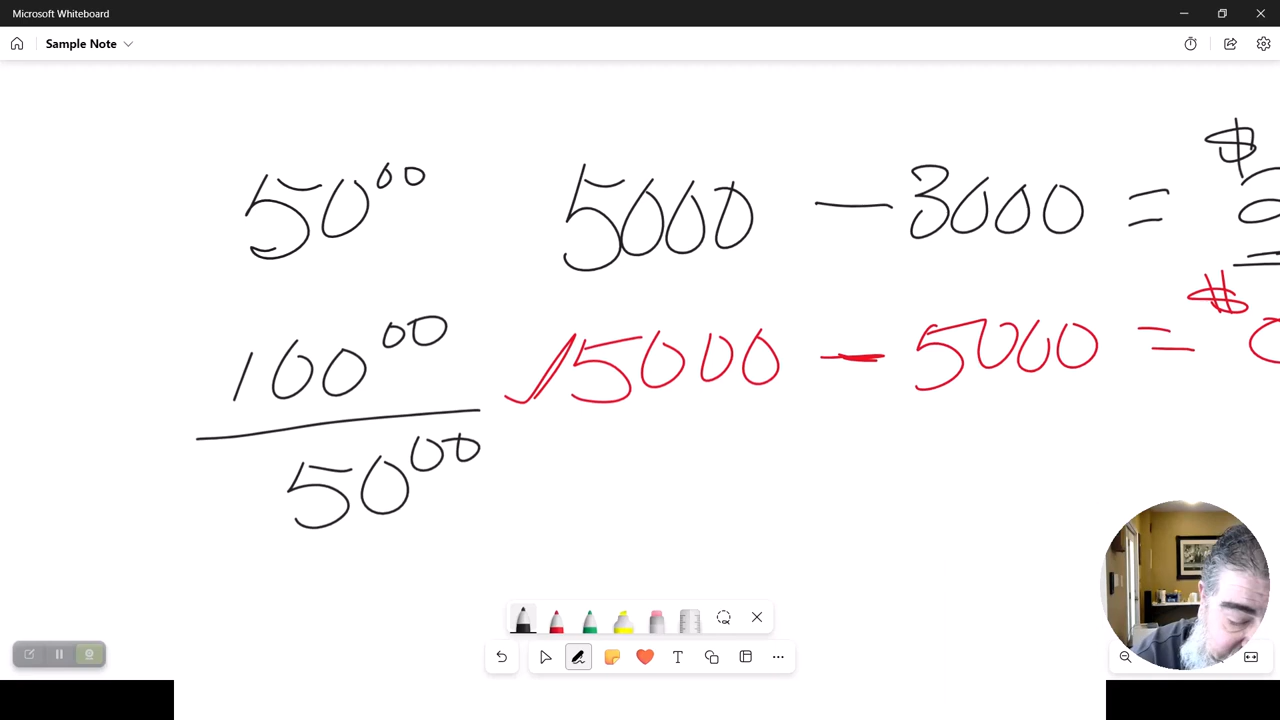 Microsoft Whiteboard
Sample Note
50⁰⁰ 5000 — 3000 = $
100⁰⁰ 15000 - 5000 = $
50⁰⁰